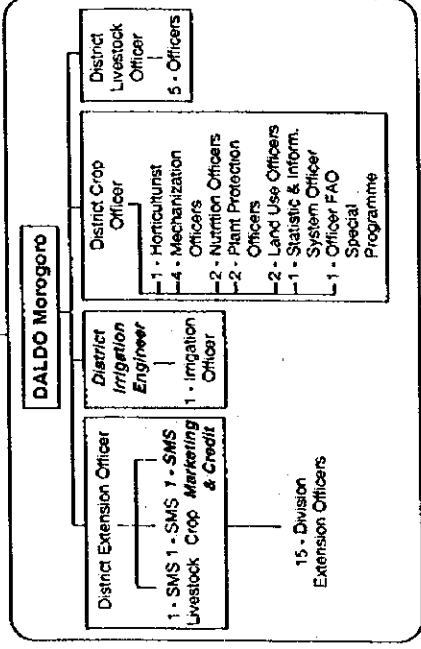 DALDO Morogoro
District Extension Officer
1 - SMS Livestock
1 - SMS Crop
1 - SMS Marketing & Credit
15 - Division
Extension Officers
District
Irrigation
Engineer
1 - Irrigation
Officer
District Crop
Officer
1 - Horticulturist
4 - Mechanization
Officers
2 - Nutrition Officers
2 - Plant Protection
Officers
2 - Land Use Officers
1 - Statistic & Inform.
System Officer
1 - Officer FAO
Special
Programme
District
Livestock
Officer
5 - Officers